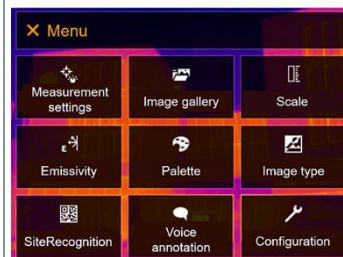 Menu
Measurement
settings
Image gallery
Scale
ε
Emissivity
Palette
Image type
SiteRecognition
Voice
annotation
Configuration